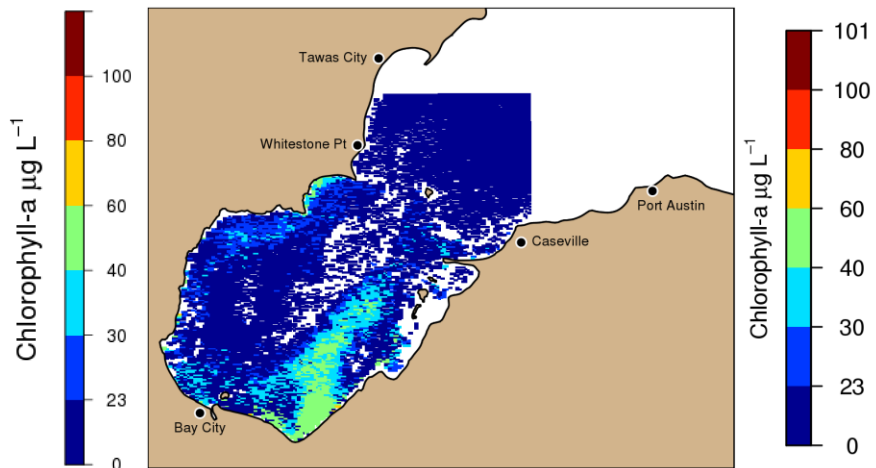 Chlorophyll-a µg L⁻¹
100
80
60
40
30
23
0
Tawas City
Whitestone Pt
Port Austin
Caseville
Bay City
Chlorophyll-a µg L⁻¹
101
100
80
60
40
30
23
0